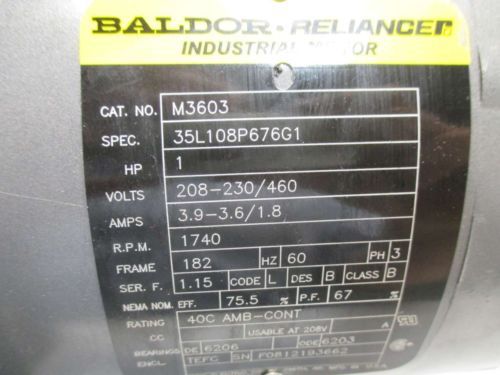 BALDOR • RELIANCER
INDUSTRIAL MOTOR
CAT. NO. M3603
SPEC. 35L108P676G1
HP 1
VOLTS 208-230/460
AMPS 3.9-3.6/1.8
R.P.M. 1740
FRAME 182 HZ 60 PH 3
SER. F. 1.15 CODE L DES B CLASS B
NEMA NOM. EFF. 75.5 % P.F. 67 %
RATING 40C AMB-CONT
CC USABLE AT 208V A
BEARINGS DE 6206 ODE 6203
ENCL. TEFC SN F0812193662
U.S.A.